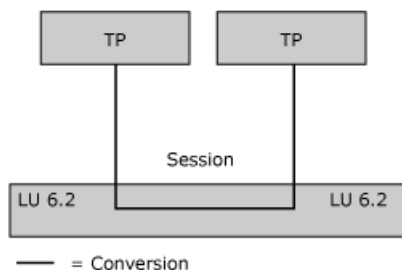 TP TP
Session
LU 6.2 LU 6.2
= Conversion